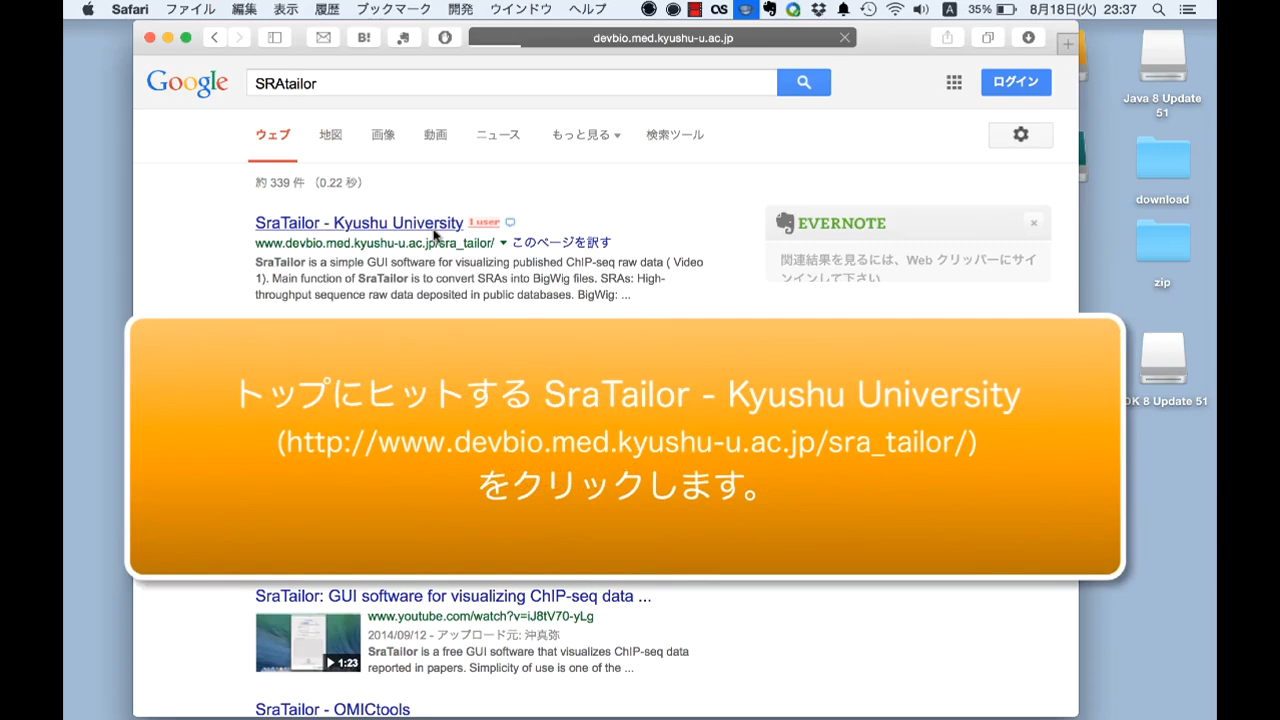 Safari ファイル 編集 表示 履歴 ブックマーク 開発 ウインドウ ヘルプ
35% 8月18日(火) 23:37
devbio.med.kyushu-u.ac.jp
Google SRAtailor ログイン
ウェブ 地図 画像 動画 ニュース もっと見る 検索ツール
約 339 件 (0.22 秒)
SraTailor - Kyushu University 1 user
www.devbio.med.kyushu-u.ac.jp/sra_tailor/ このページを訳す
SraTailor is a simple GUI software for visualizing published ChIP-seq raw data ( Video
1). Main function of SraTailor is to convert SRAs into BigWig files. SRAs: High-
throughput sequence raw data deposited in public databases. BigWig: ...
EVERNOTE
関連結果を見るには、Web クリッパーにサイ
ンインして下さい
トップにヒットする SraTailor - Kyushu University
(http://www.devbio.med.kyushu-u.ac.jp/sra_tailor/)
をクリックします。
SraTailor: GUI software for visualizing ChIP-seq data ...
www.youtube.com/watch?v=iJ8tV70-yLg
2014/09/12 - アップロード元: 沖真弥
SraTailor is a free GUI software that visualizes ChIP-seq data
reported in papers. Simplicity of use is one of the ...
1:23
SraTailor - OMICtools
Java 8 Update
51
download
zip
DK 8 Update 51